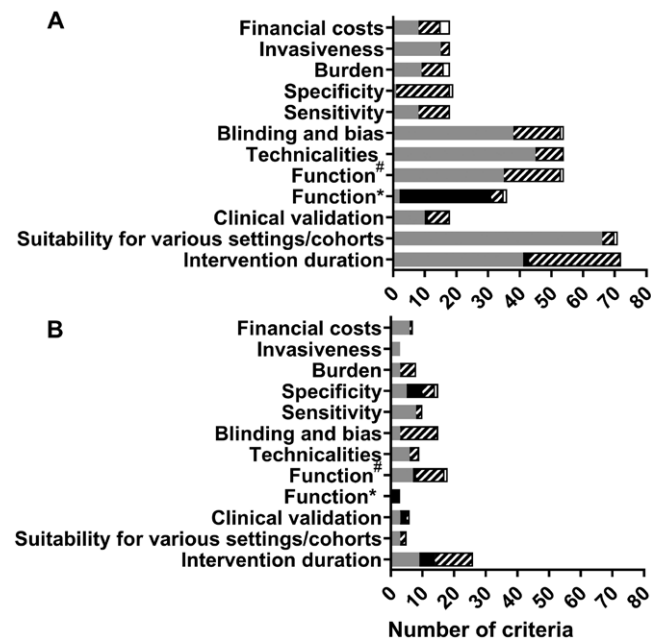 A
Financial costs
Invasiveness
Burden
Specificity
Sensitivity
Blinding and bias
Technicalities
Function#
Function*
Clinical validation
Suitability for various settings/cohorts
Intervention duration
0 10 20 30 40 50 60 70 80
B
Financial costs
Invasiveness
Burden
Specificity
Sensitivity
Blinding and bias
Technicalities
Function#
Function*
Clinical validation
Suitability for various settings/cohorts
Intervention duration
0 10 20 30 40 50 60 70 80
Number of criteria